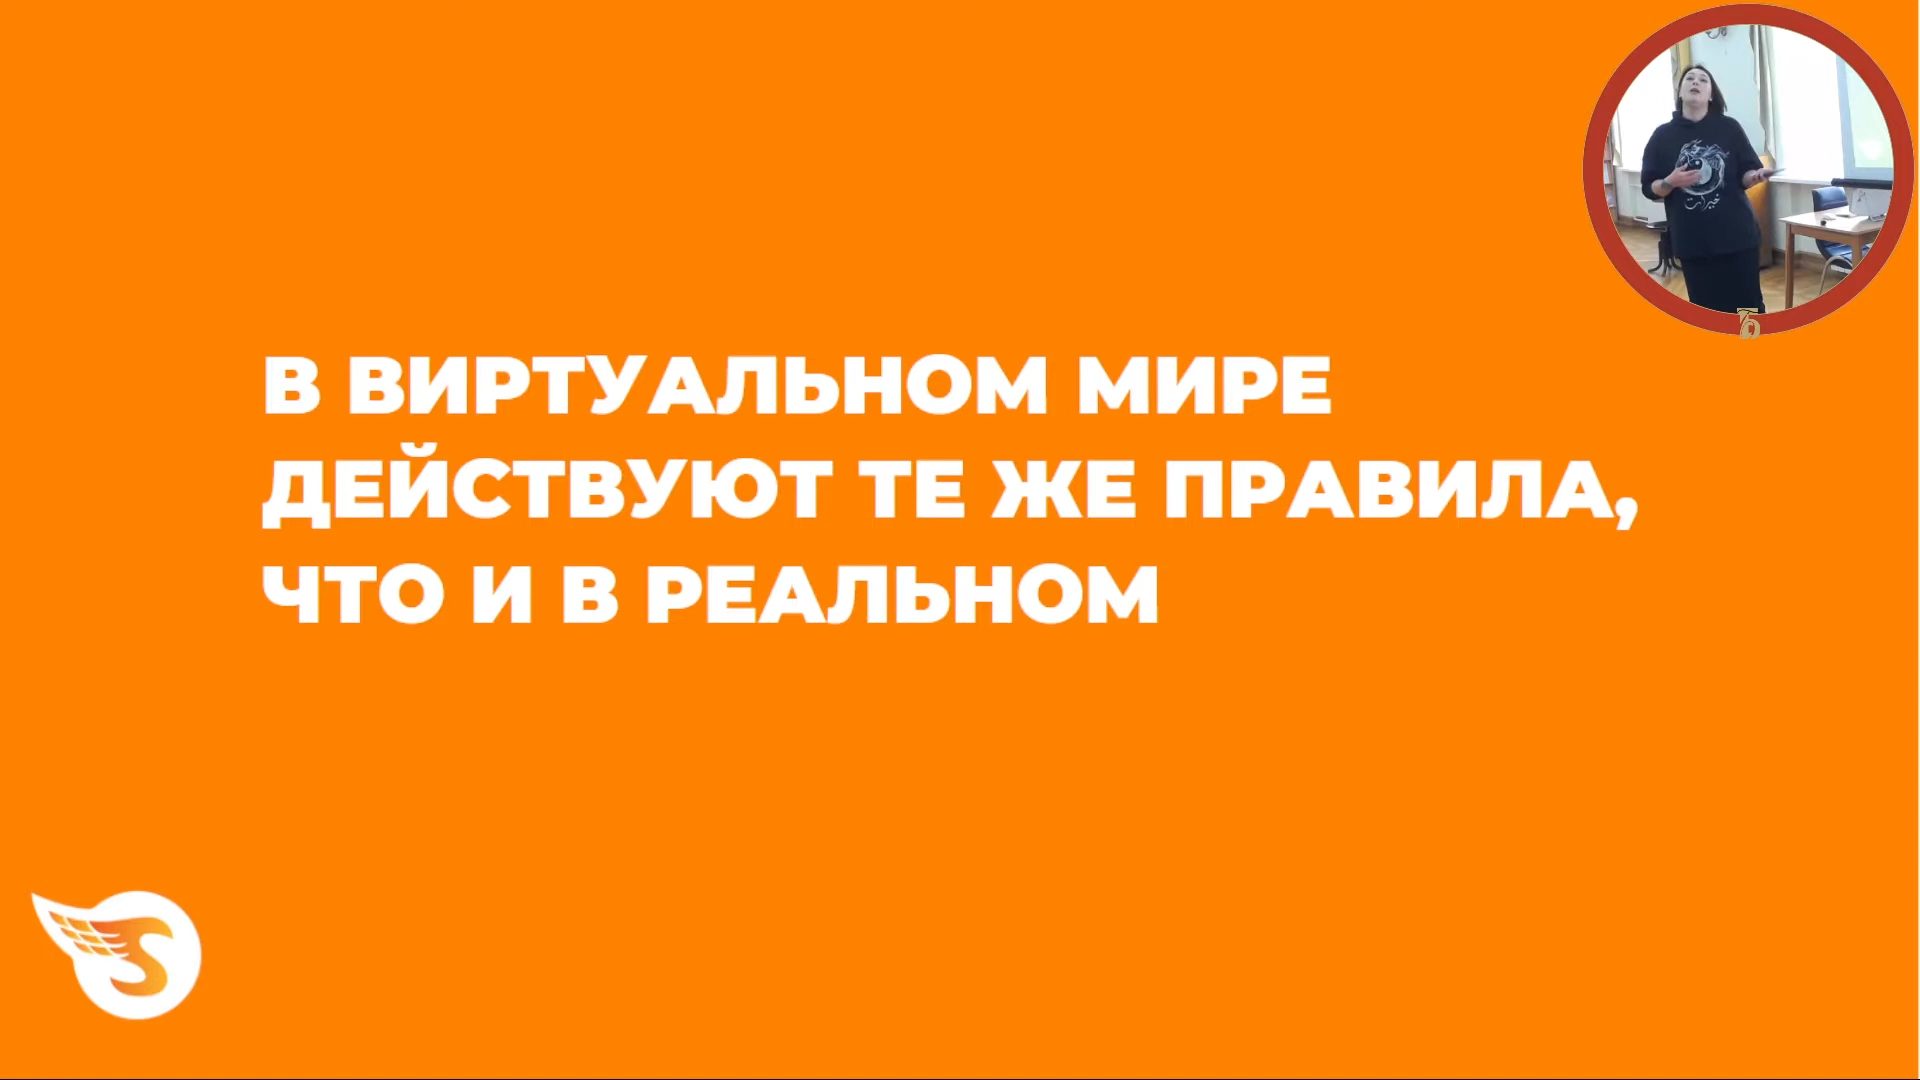 В ВИРТУАЛЬНОМ МИРЕ
ДЕЙСТВУЮТ ТЕ ЖЕ ПРАВИЛА,
ЧТО И В РЕАЛЬНОМ
S